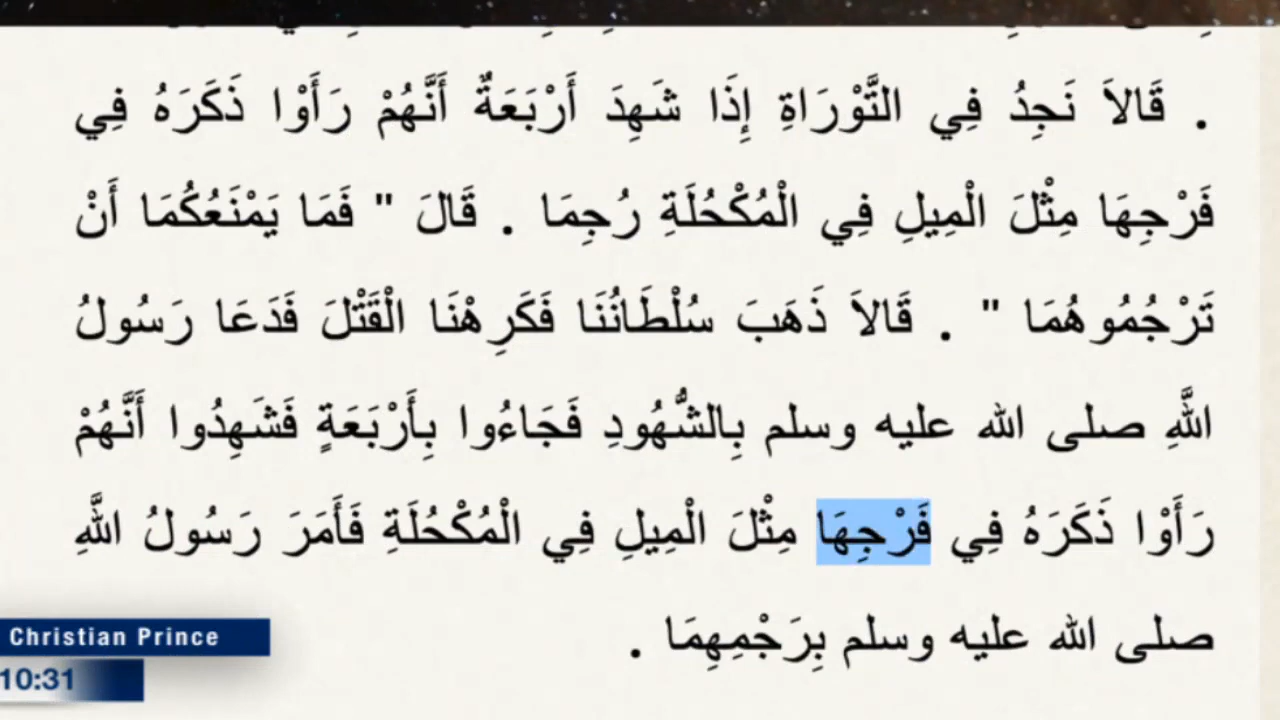 . قَالاَ نَجِدُ فِي التَّوْرَاةِ إِذَا شَهِدَ أَرْبَعَةٌ أَنَّهُمْ رَأَوْا ذَكَرَهُ فِي
فَرْجِهَا مِثْلَ الْمِيلِ فِي الْمُكْحُلَةِ رُجِمَا . قَالَ " فَمَا يَمْنَعُكُمَا أَنْ
تَرْجُمُوهُمَا " . قَالاَ ذَهَبَ سُلْطَانُنَا فَكَرِهْنَا الْقَتْلَ فَدَعَا رَسُولُ
اللَّهِ صلى الله عليه وسلم بِالشُّهُودِ فَجَاءُوا بِأَرْبَعَةٍ فَشَهِدُوا أَنَّهُمْ
رَأَوْا ذَكَرَهُ فِي فَرْجِهَا مِثْلَ الْمِيلِ فِي الْمُكْحُلَةِ فَأَمَرَ رَسُولُ اللَّهِ
صلى الله عليه وسلم بِرَجْمِهِمَا .
Christian Prince
10:31